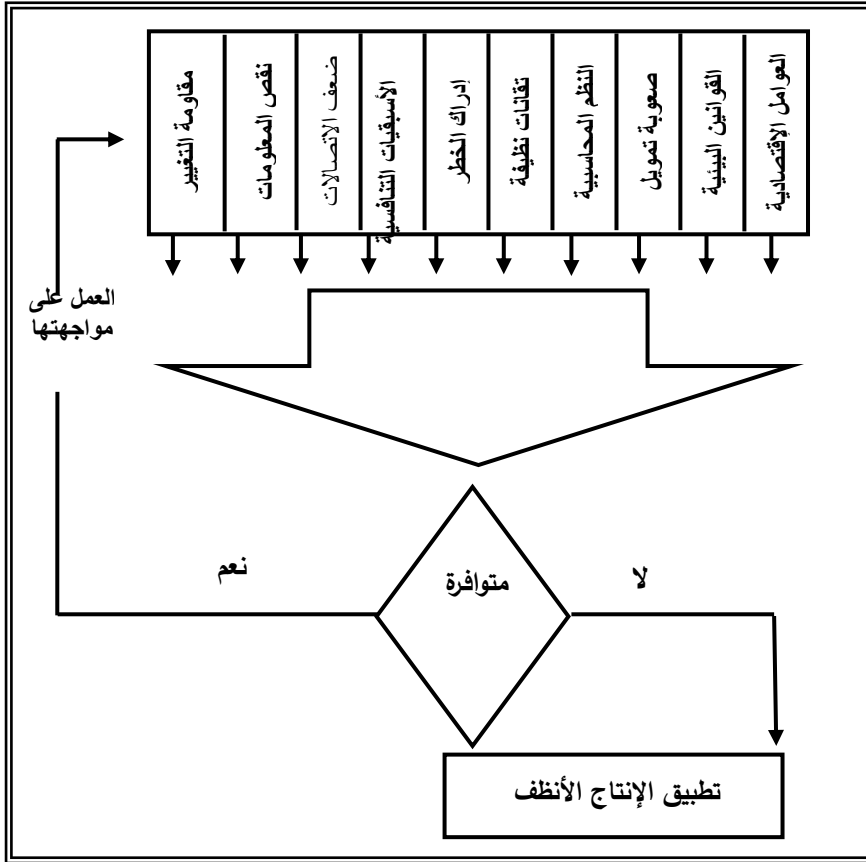 العوامل الإقتصادية
القوانين البيئية
صعوبة تمويل
النظم المحاسبية
تقانات نظيفة
إدراك الخطر
الأسبقيات التنافسية
ضعف الاتصالات
نقص المعلومات
مقاومة التغيير
العمل على
مواجهتها
متوافرة
لا
نعم
تطبيق الإنتاج الأنظف